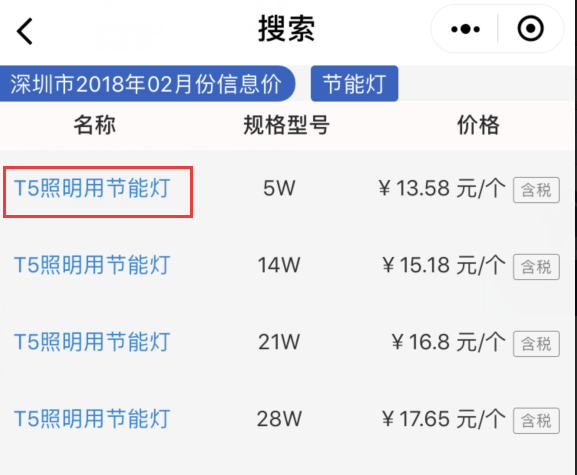 搜索
深圳市2018年02月份信息价 节能灯
名称 规格型号 价格
T5照明用节能灯 5W ¥13.58 元/个 含税
T5照明用节能灯 14W ¥15.18 元/个 含税
T5照明用节能灯 21W ¥16.8 元/个 含税
T5照明用节能灯 28W ¥17.65 元/个 含税